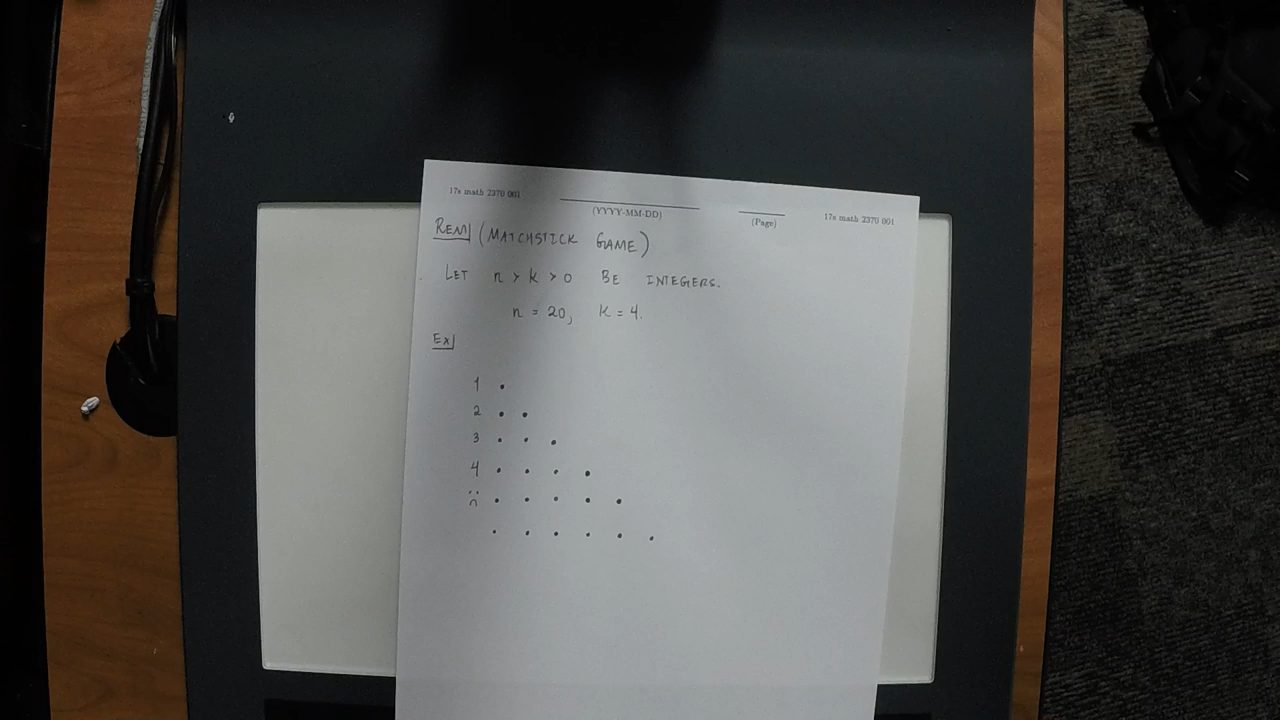 17s math 2370 001 (YYYY-MM-DD) (Page) 17s math 2370 001
REM (MATCHSTICK GAME)
LET n > k > 0 BE INTEGERS.
n = 20, k = 4.
EX
1
2
3
4